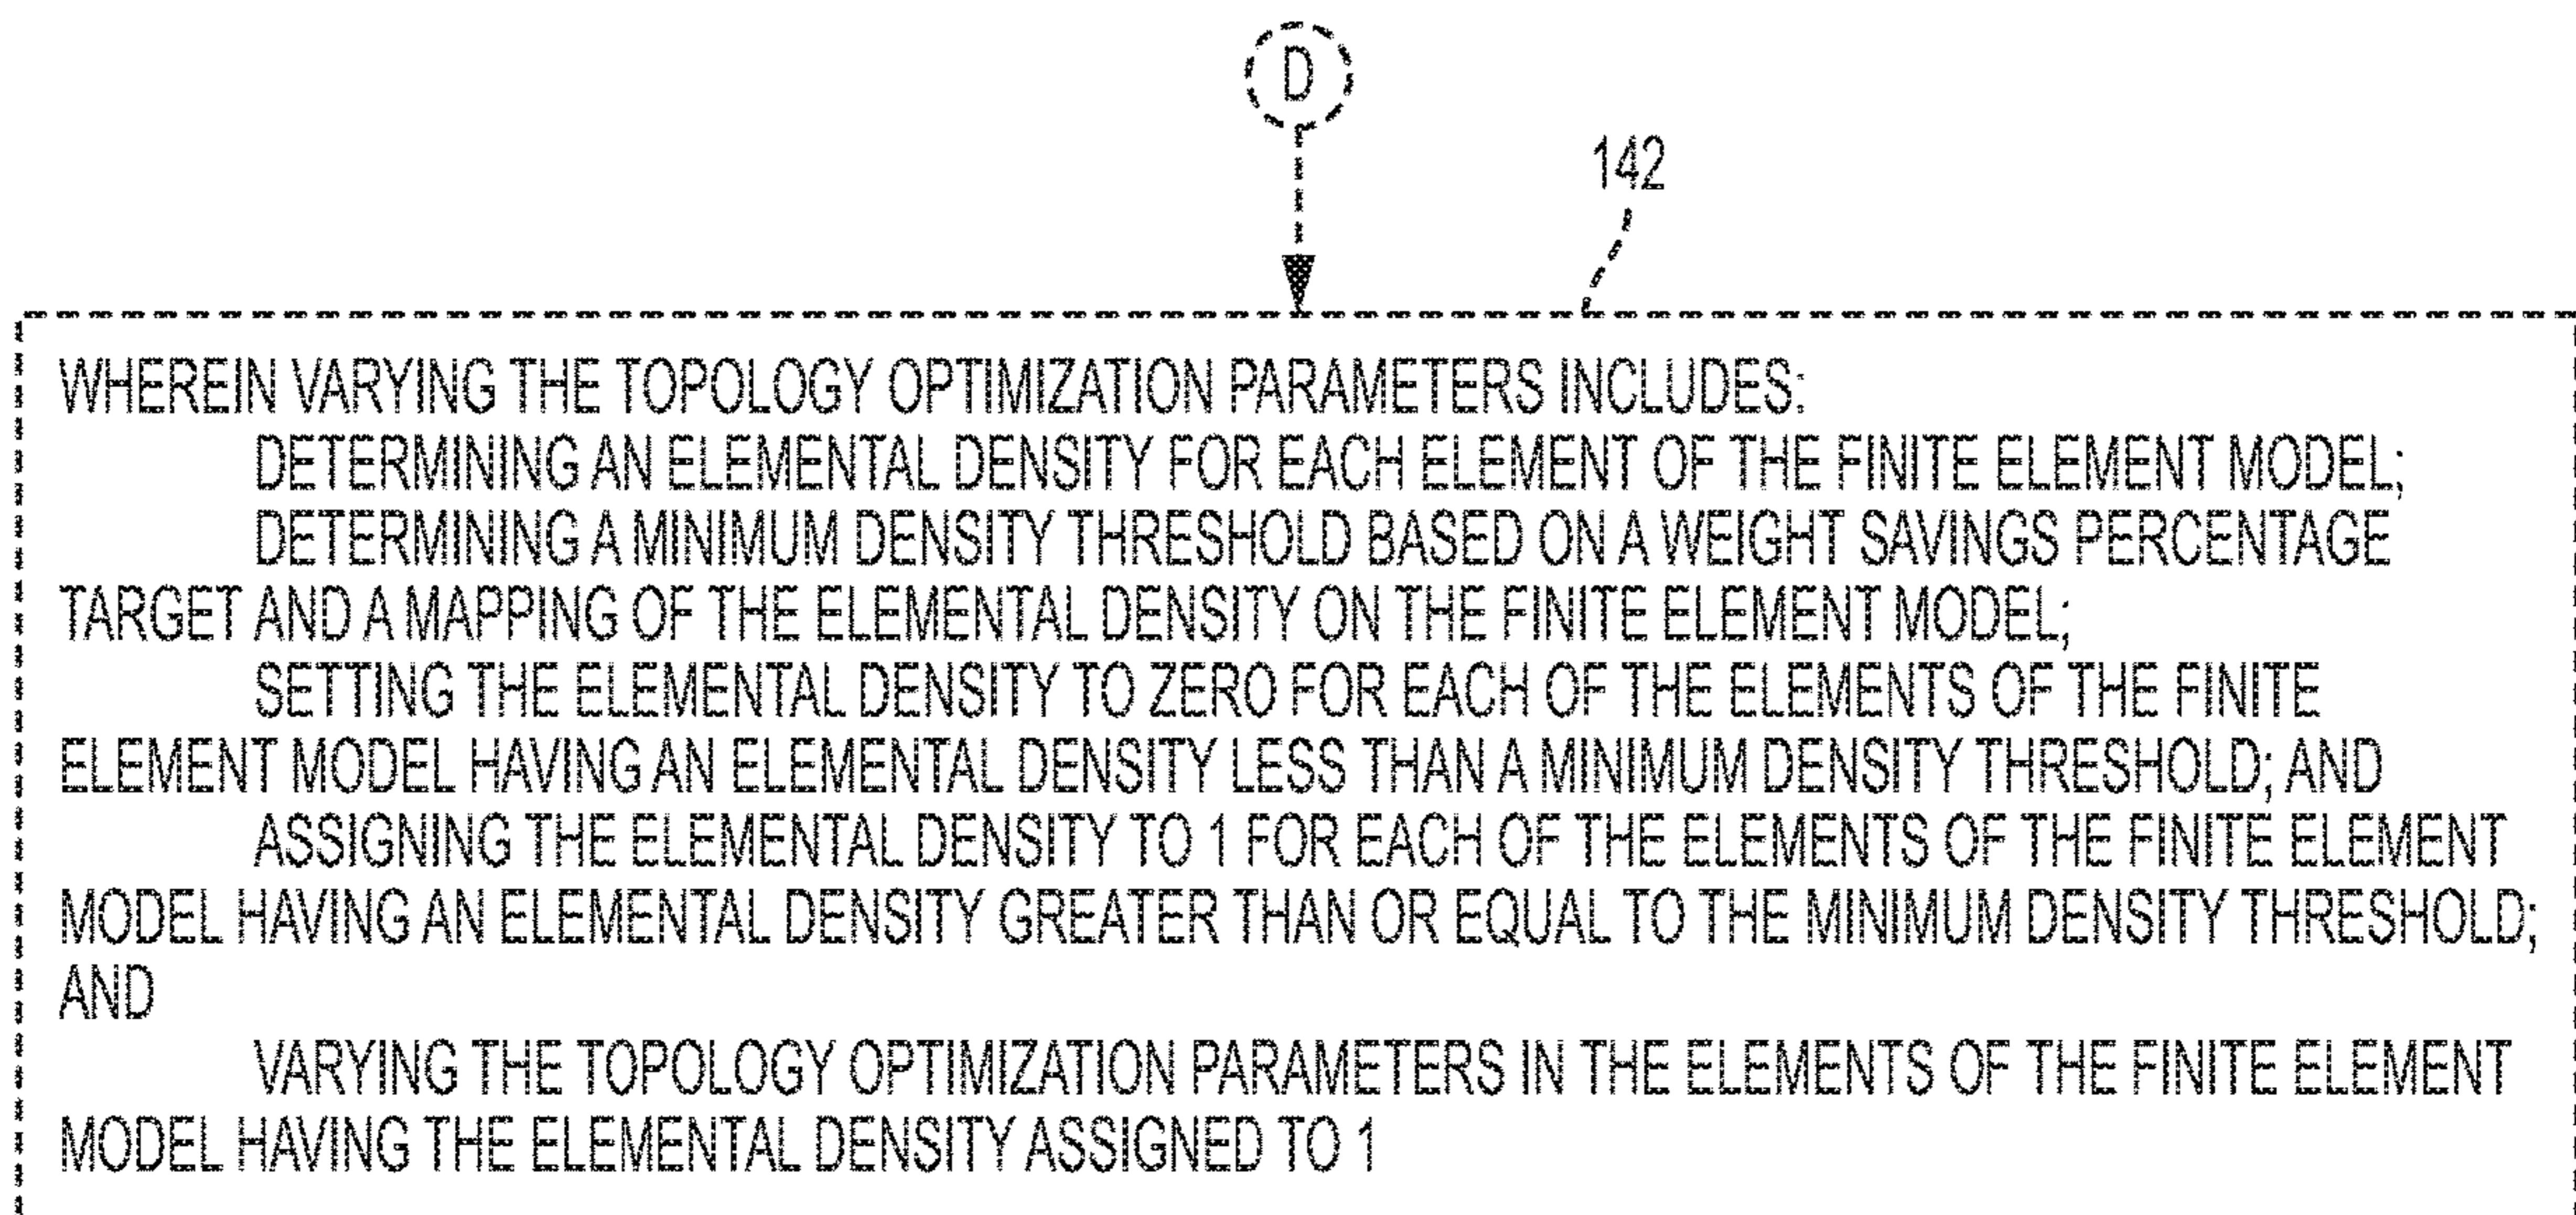 D
142
WHEREIN VARYING THE TOPOLOGY OPTIMIZATION PARAMETERS INCLUDES:
DETERMINING AN ELEMENTAL DENSITY FOR EACH ELEMENT OF THE FINITE ELEMENT MODEL;
DETERMINING A MINIMUM DENSITY THRESHOLD BASED ON A WEIGHT SAVINGS PERCENTAGE
TARGET AND A MAPPING OF THE ELEMENTAL DENSITY ON THE FINITE ELEMENT MODEL;
SETTING THE ELEMENTAL DENSITY TO ZERO FOR EACH OF THE ELEMENTS OF THE FINITE
ELEMENT MODEL HAVING AN ELEMENTAL DENSITY LESS THAN A MINIMUM DENSITY THRESHOLD; AND
ASSIGNING THE ELEMENTAL DENSITY TO 1 FOR EACH OF THE ELEMENTS OF THE FINITE ELEMENT
MODEL HAVING AN ELEMENTAL DENSITY GREATER THAN OR EQUAL TO THE MINIMUM DENSITY THRESHOLD;
AND
VARYING THE TOPOLOGY OPTIMIZATION PARAMETERS IN THE ELEMENTS OF THE FINITE ELEMENT
MODEL HAVING THE ELEMENTAL DENSITY ASSIGNED TO 1